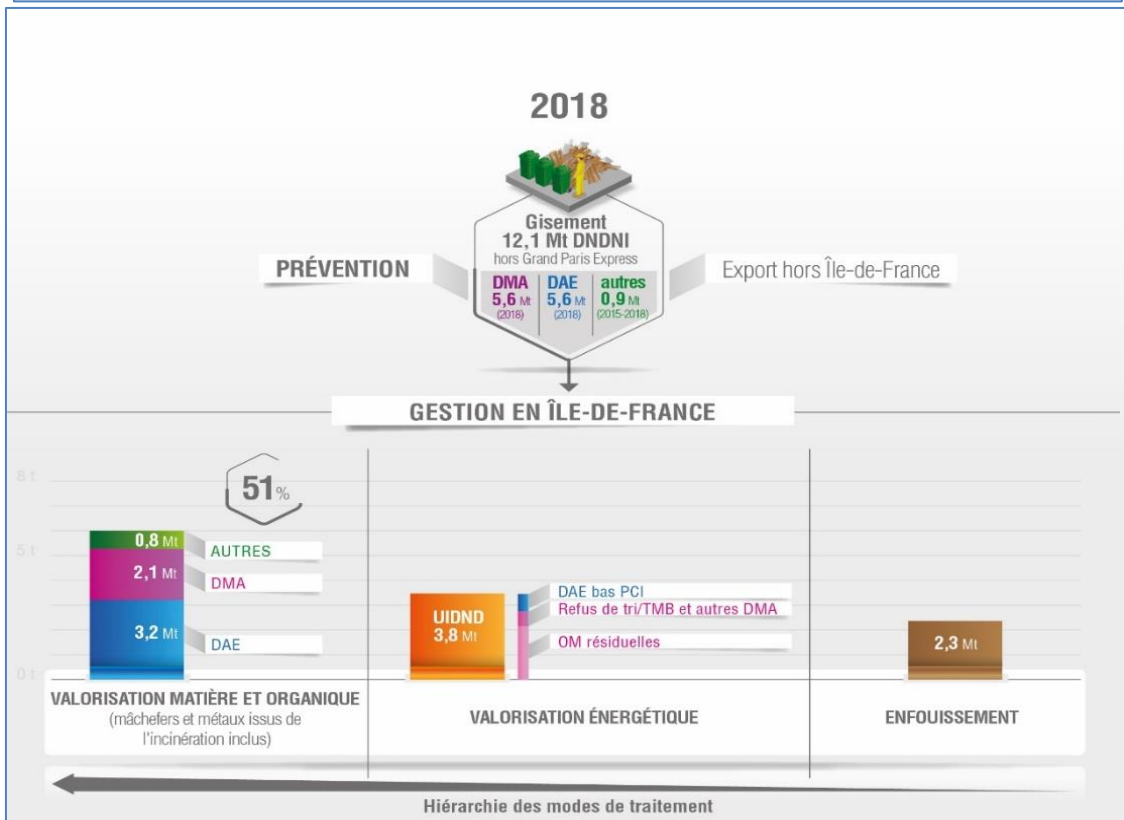 2018
Gisement
12,1 Mt DNDNI
hors Grand Paris Express
PRÉVENTION
Export hors Île-de-France
DMA
5,6 Mt
(2018)
DAE
5,6 Mt
(2018)
autres
0,9 Mt
(2015-2018)
GESTION EN ÎLE-DE-FRANCE
8 t
5 t
0 t
51%
0,8 Mt
AUTRES
2,1 Mt
DMA
3,2 Mt
DAE
VALORISATION MATIÈRE ET ORGANIQUE
(mâchefers et métaux issus de
l'incinération inclus)
UIDND
3,8 Mt
DAE bas PCI
Refus de tri/TMB et autres DMA
OM résiduelles
VALORISATION ÉNERGÉTIQUE
2,3 Mt
ENFOUISSEMENT
Hiérarchie des modes de traitement